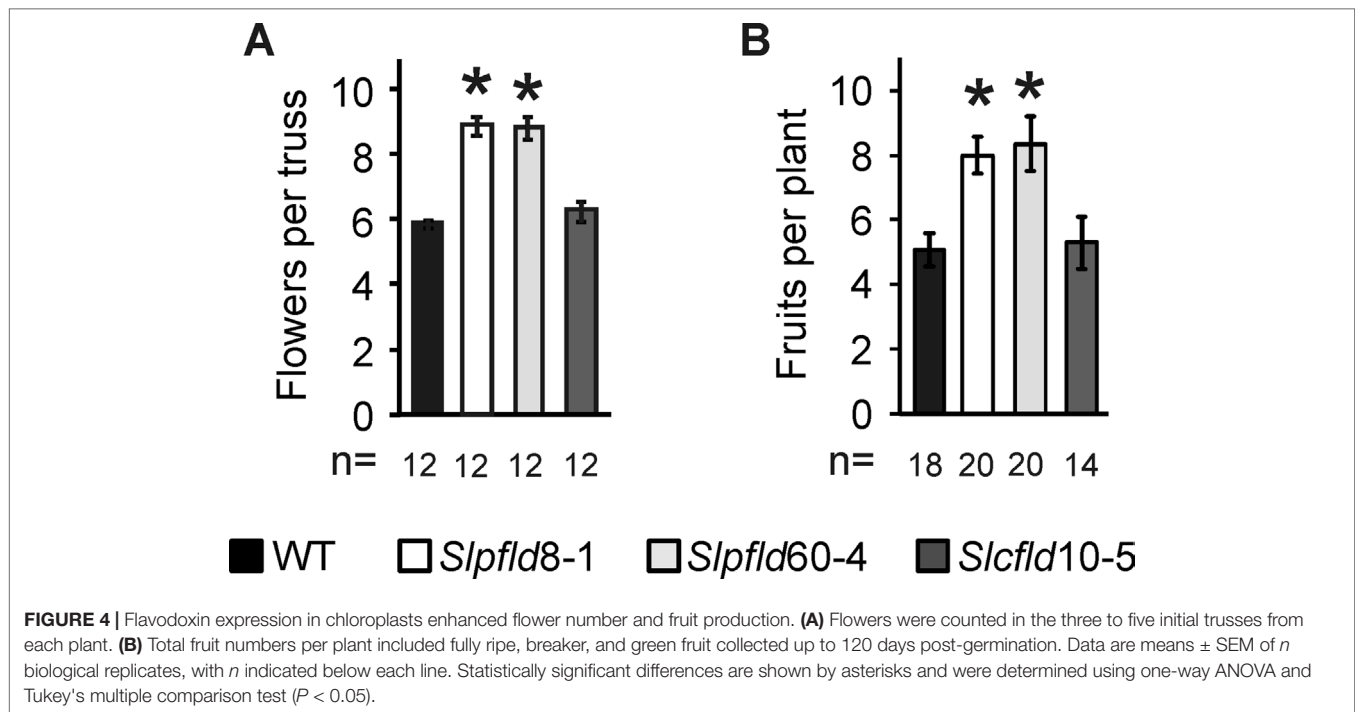 A
Flowers per truss
10
8
6
4
2
0
* *
n= 12 12 12 12
B
Fruits per plant
10
8
6
4
2
0
* *
n= 18 20 20 14
WT Slpfld8-1 Slpfld60-4 Slcfld10-5
FIGURE 4 | Flavodoxin expression in chloroplasts enhanced flower number and fruit production. (A) Flowers were counted in the three to five initial trusses from
each plant. (B) Total fruit numbers per plant included fully ripe, breaker, and green fruit collected up to 120 days post-germination. Data are means ± SEM of n
biological replicates, with n indicated below each line. Statistically significant differences are shown by asterisks and were determined using one-way ANOVA and
Tukey's multiple comparison test (P < 0.05).